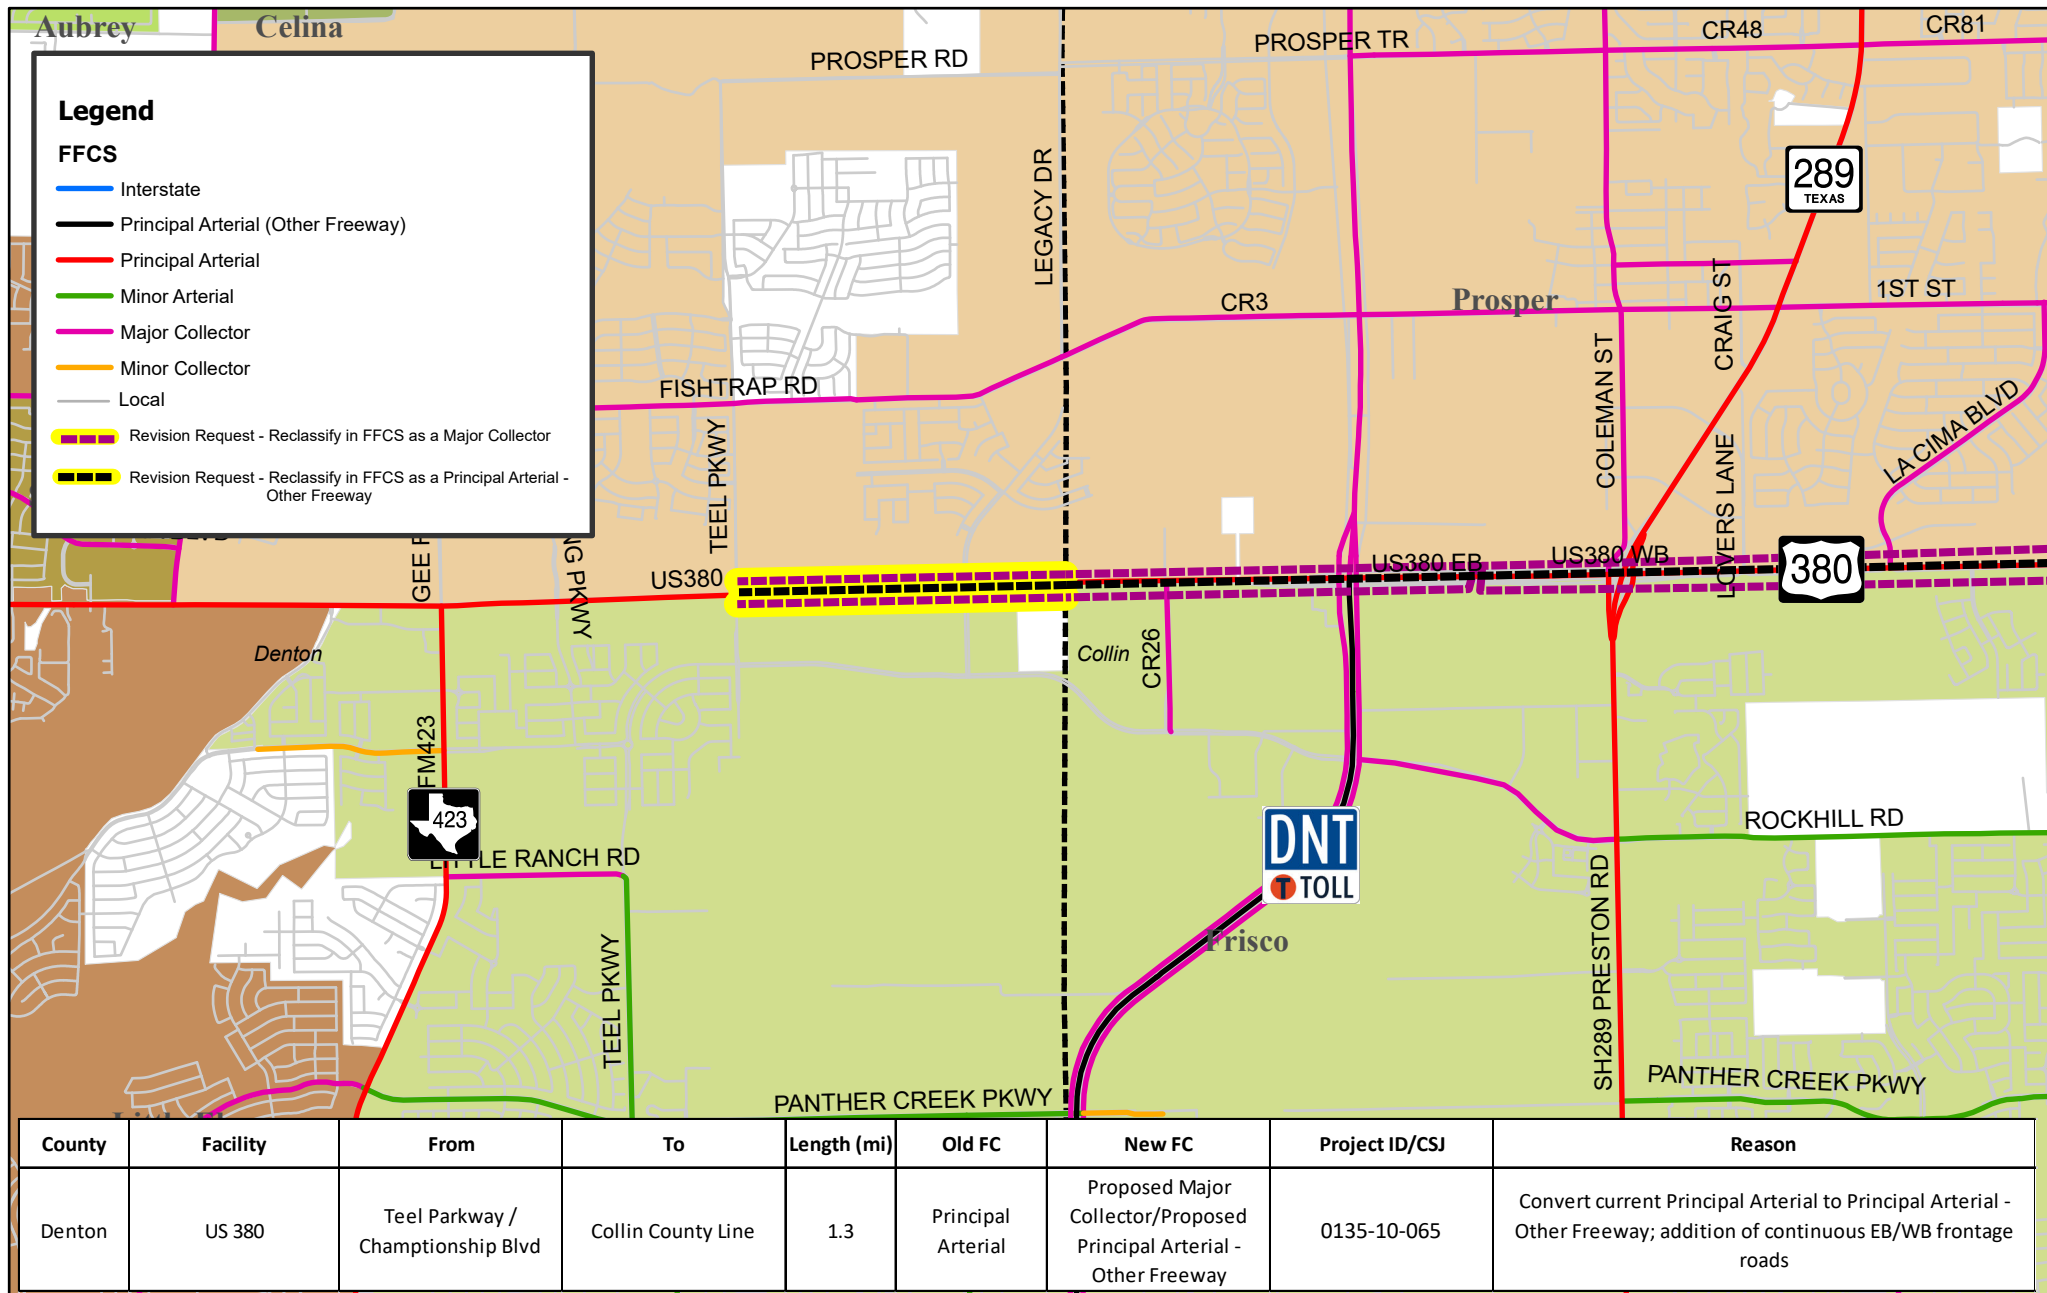 Aubrey
Celina
PROSPER RD
PROSPER TR
CR48
CR81
Legend
FFCS
Interstate
Principal Arterial (Other Freeway)
Principal Arterial
Minor Arterial
Major Collector
Minor Collector
Local
Revision Request - Reclassify in FFCS as a Major Collector
Revision Request - Reclassify in FFCS as a Principal Arterial -
Other Freeway
LEGACY DR
289
TEXAS
CR3
Prosper
1ST ST
CRAIG ST
COLEMAN ST
FISHTRAP RD
TEEL PKWY
LA CIMA BLVD
LOVERS LANE
GEE
NG PKWY
US380
US380 EB
US380 WB
380
Denton
Collin
CR26
FM423
423
LITTLE RANCH RD
DNT
T TOLL
ROCKHILL RD
Frisco
TEEL PKWY
SH289 PRESTON RD
PANTHER CREEK PKWY
PANTHER CREEK PKWY
County Facility From To Length (mi) Old FC New FC Project ID/CSJ Reason
Denton US 380 Teel Parkway / Champtionship Blvd Collin County Line 1.3 Principal Arterial Proposed Major Collector/Proposed Principal Arterial - Other Freeway 0135-10-065 Convert current Principal Arterial to Principal Arterial - Other Freeway; addition of continuous EB/WB frontage roads